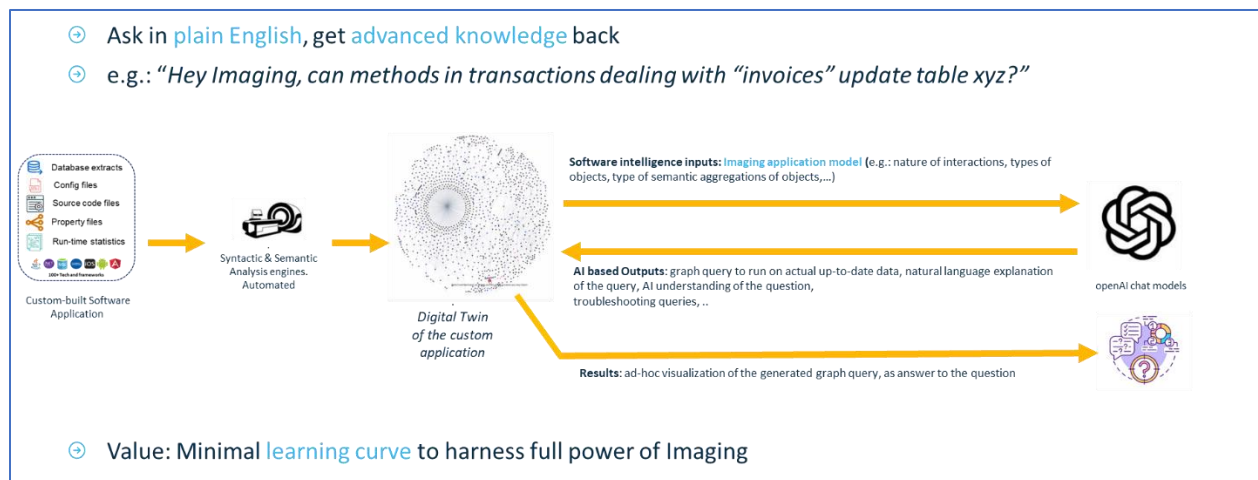 Ask in plain English, get advanced knowledge back
e.g.: “Hey Imaging, can methods in transactions dealing with “invoices” update table xyz?”
Database extracts
Config files
Source code files
Property files
Run-time statistics
100+ Tech and frameworks
Custom-built Software
Application
Syntactic & Semantic
Analysis engines.
Automated
Digital Twin
of the custom
application
Software intelligence inputs: Imaging application model (e.g.: nature of interactions, types of
objects, type of semantic aggregations of objects,...)
AI based Outputs: graph query to run on actual up-to-date data, natural language explanation
of the query, AI understanding of the question,
troubleshooting queries, ..
openAI chat models
Results: ad-hoc visualization of the generated graph query, as answer to the question
Value: Minimal learning curve to harness full power of Imaging